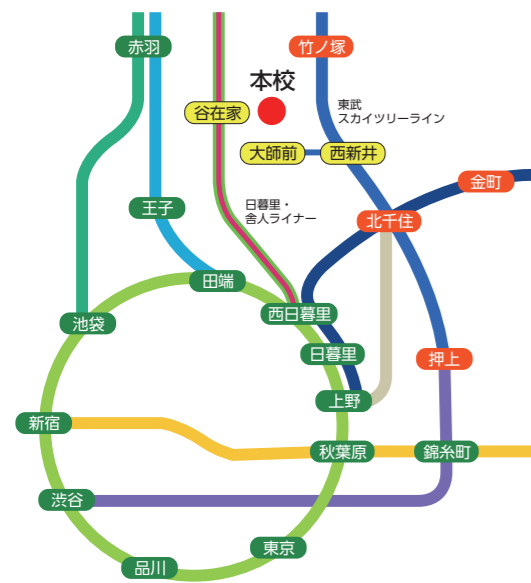 赤羽
竹ノ塚
本校
谷在家
東武
スカイツリーライン
大師前
西新井
金町
王子
日暮里・
舎人ライナー
北千住
田端
西日暮里
池袋
日暮里
押上
上野
新宿
秋葉原
錦糸町
渋谷
東京
品川